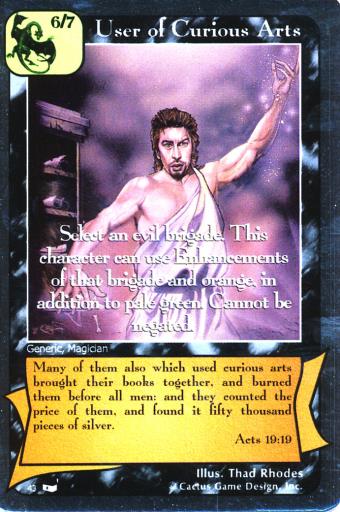 6/7
User of Curious Arts
Select an evil brigade. This
character can use Enhancements
of that brigade and orange, in
addition to pale green. Cannot be
negated.
Generic, Magician
Many of them also which used curious arts
brought their books together, and burned
them before all men: and they counted the
price of them, and found it fifty thousand
pieces of silver.
Acts 19:19
Illus. Thad Rhodes
43 Cactus Game Design, Inc.